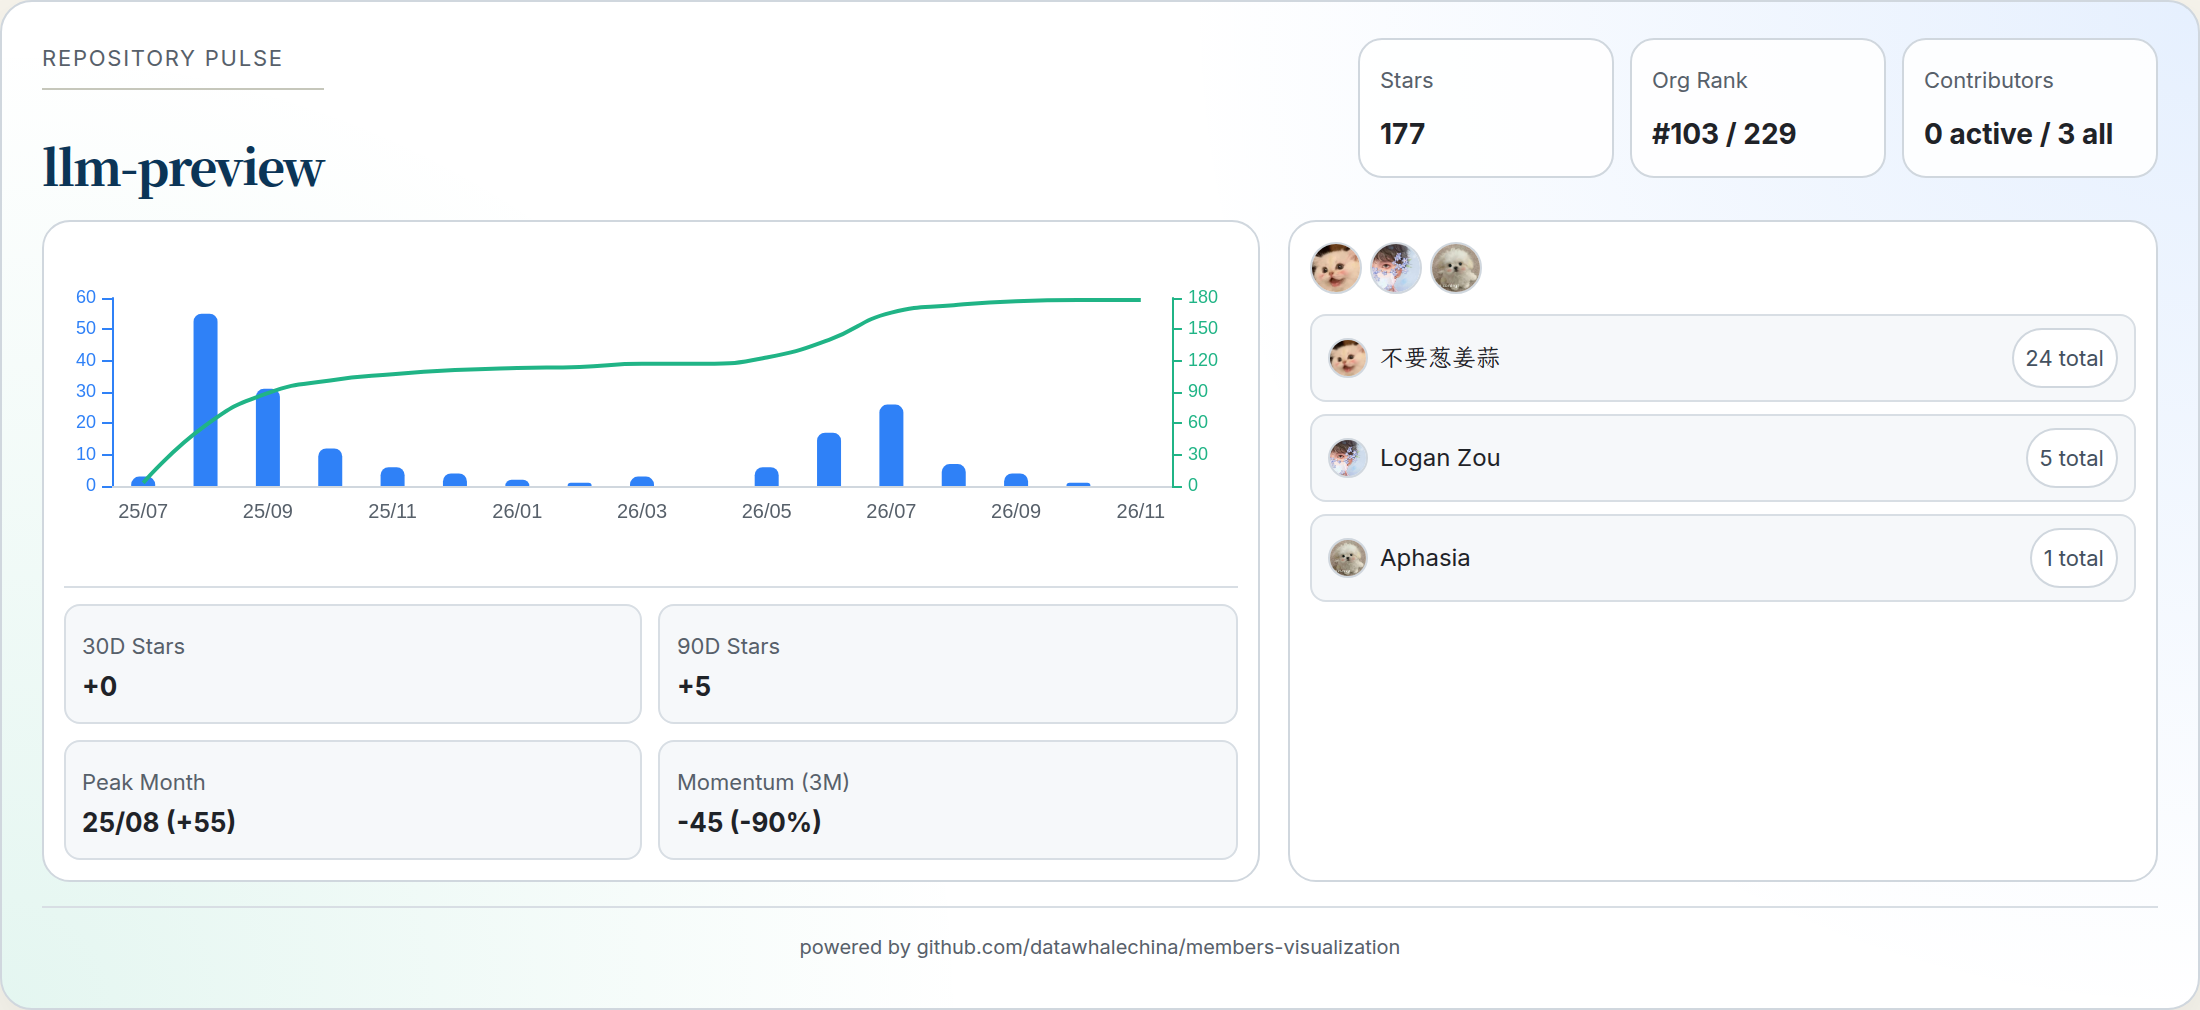 REPOSITORY PULSE
llm-preview
Stars
177
Org Rank
#103 / 229
Contributors
0 active / 3 all
60
50
40
30
20
10
0
180
150
120
90
60
30
0
25/07 25/09 25/11 26/01 26/03 26/05 26/07 26/09 26/11
30D Stars
+0
90D Stars
+5
Peak Month
25/08 (+55)
Momentum (3M)
-45 (-90%)
不要葱姜蒜
24 total
Logan Zou
5 total
Aphasia
1 total
powered by github.com/datawhalechina/members-visualization